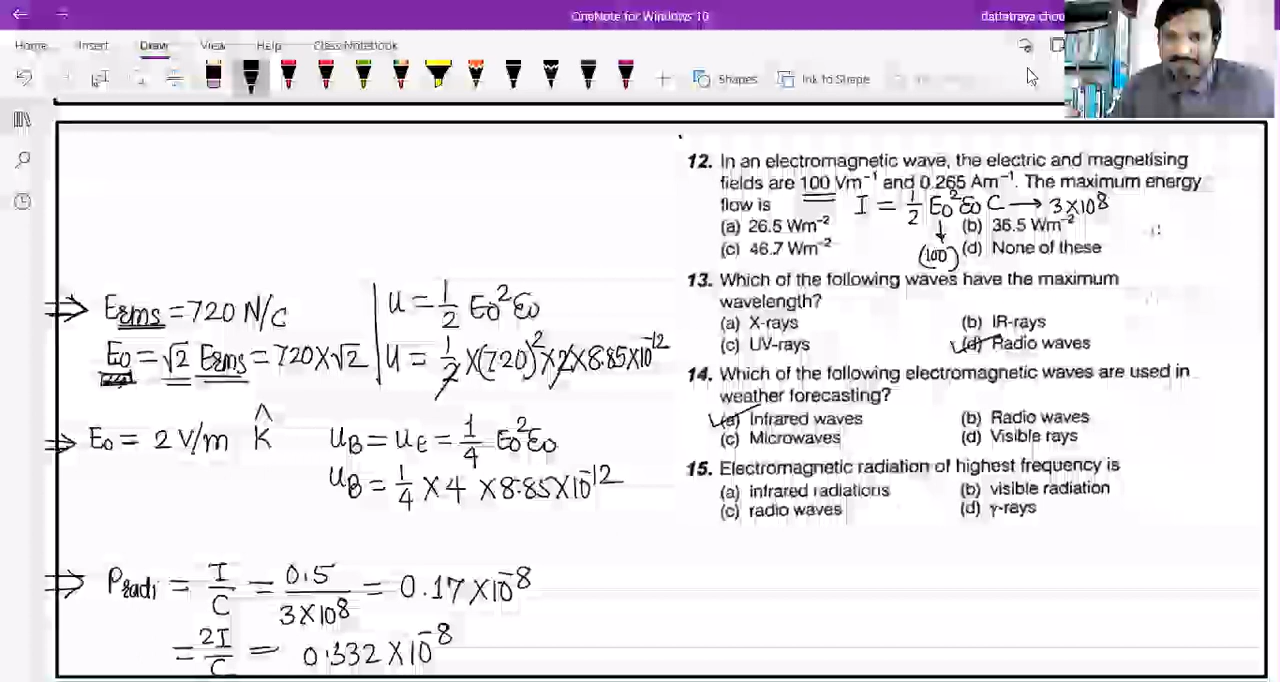 OneNote for Windows 10
dattatraya chou
Home Insert Draw View Help Class Notebook
Shapes Ink to Shape
12. In an electromagnetic wave, the electric and magnetising
fields are 100 Vm⁻¹ and 0.265 Am⁻¹. The maximum energy
flow is I = 1/2 E0² ε0 C → 3×10⁸
(a) 26.5 Wm⁻² (b) 36.5 Wm⁻²
(c) 46.7 Wm⁻² (100) (d) None of these
13. Which of the following waves have the maximum
wavelength?
(a) X-rays (b) IR-rays
(c) UV-rays (d) Radio waves
14. Which of the following electromagnetic waves are used in
weather forecasting?
(a) Infrared waves (b) Radio waves
(c) Microwaves (d) Visible rays
15. Electromagnetic radiation of highest frequency is
(a) infrared radiations (b) visible radiation
(c) radio waves (d) γ-rays
⇒ Erms = 720 N/C
E0 = √2 Erms = 720×√2
u = 1/2 E0² ε0
u = 1/2 ×(720)² ×2×8.85×10⁻¹²
⇒ E0 = 2 V/m k̂
uB = uE = 1/4 E0² ε0
uB = 1/4 × 4 × 8.85×10⁻¹²
⇒ Pradi = I/C = 0.5/3×10⁸ = 0.17×10⁻⁸
= 2I/C = 0.332×10⁻⁸